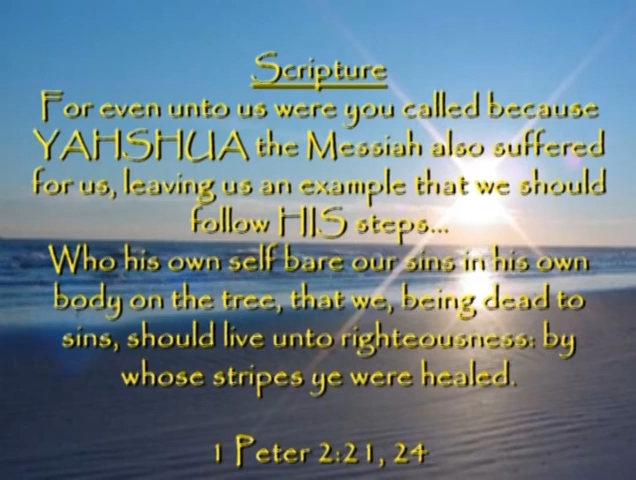 Scripture
For even unto us were you called because
YAHSHUA the Messiah also suffered
for us, leaving us an example that we should
follow HIS steps...
Who his own self bare our sins in his own
body on the tree, that we, being dead to
sins, should live unto righteousness: by
whose stripes ye were healed.
1 Peter 2:21, 24